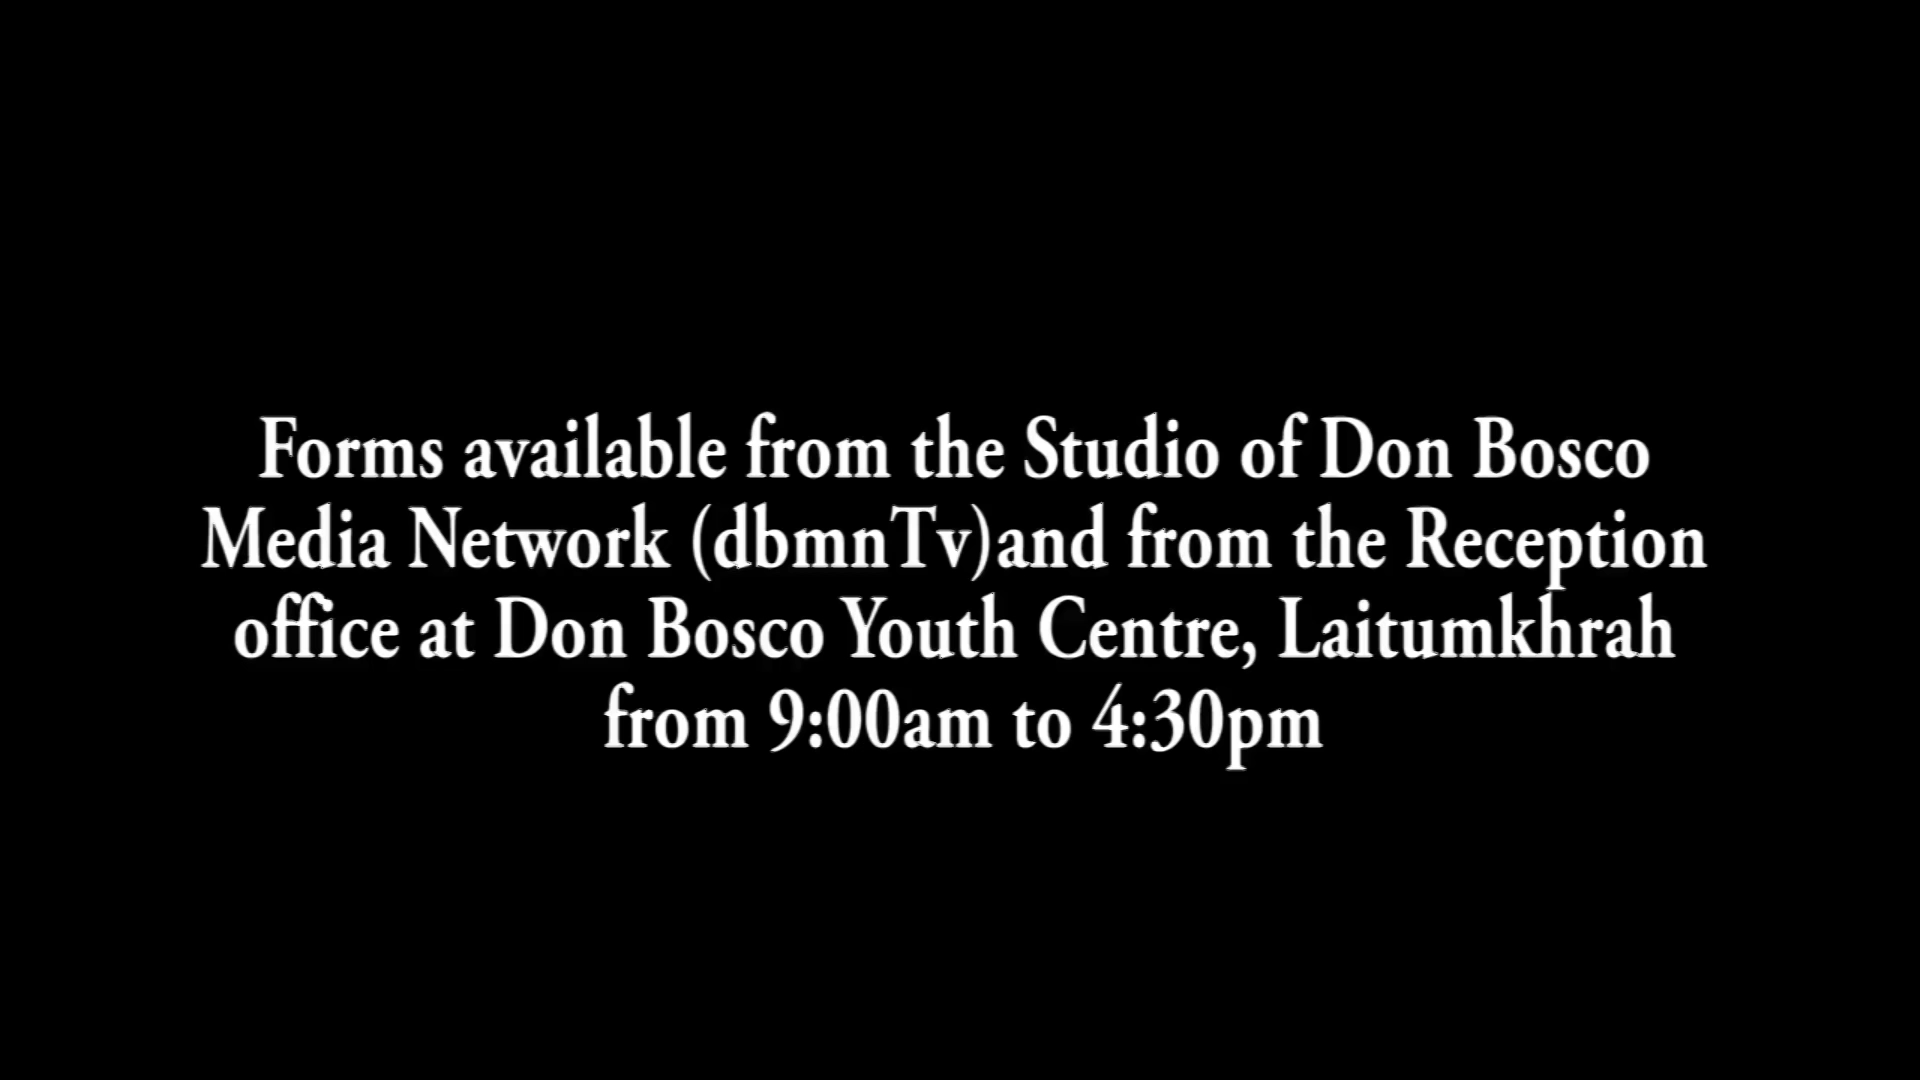 Forms available from the Studio of Don Bosco
Media Network (dbmnTv)and from the Reception
office at Don Bosco Youth Centre, Laitumkhrah
from 9:00am to 4:30pm